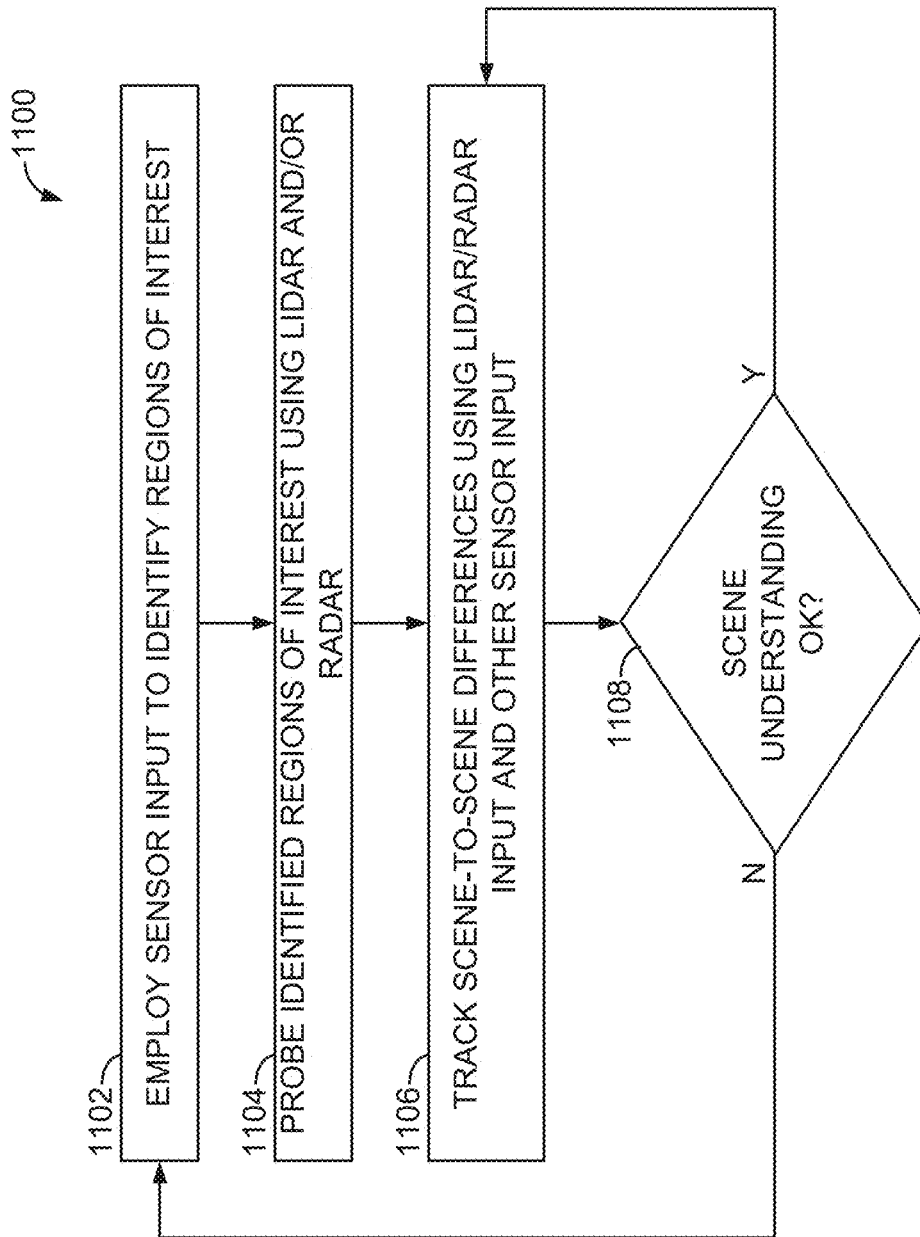 1100
1102
EMPLOY SENSOR INPUT TO IDENTIFY REGIONS OF INTEREST
1104
PROBE IDENTIFIED REGIONS OF INTEREST USING LIDAR AND/OR
RADAR
1106
TRACK SCENE-TO-SCENE DIFFERENCES USING LIDAR/RADAR
INPUT AND OTHER SENSOR INPUT
1108
SCENE
UNDERSTANDING
OK?
N
Y